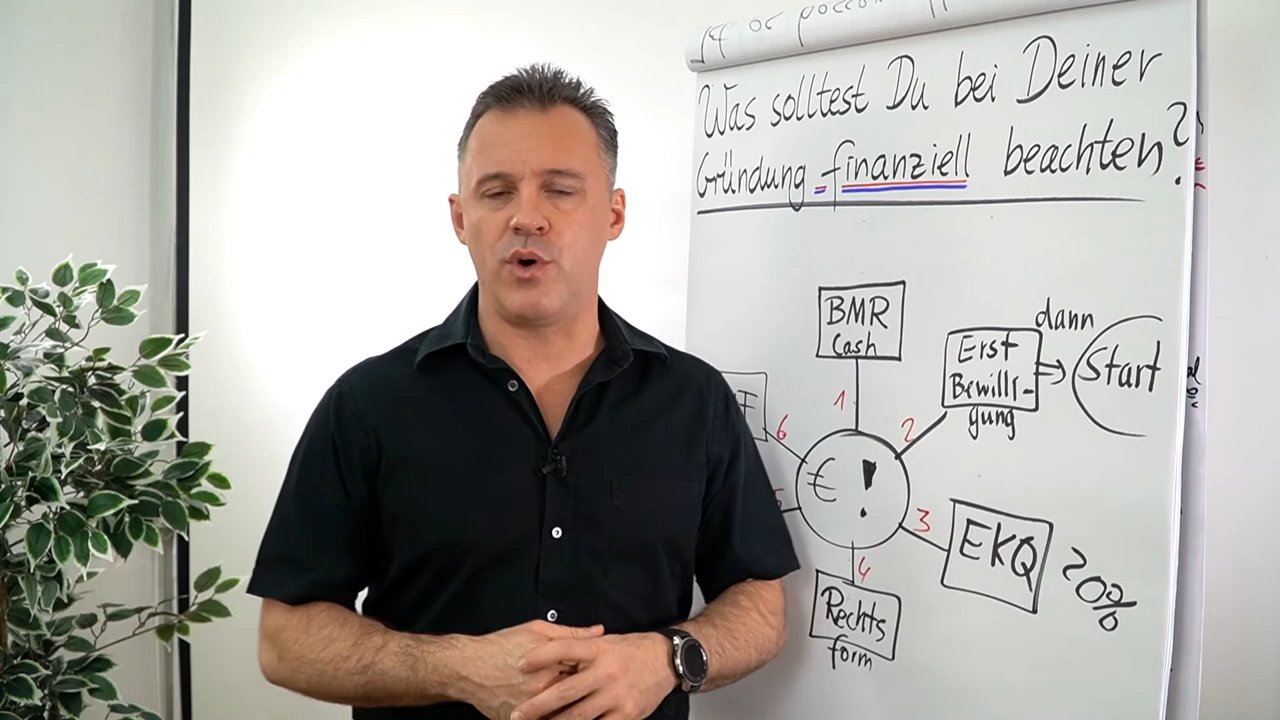 Was solltest Du bei Deiner
Gründung finanziell beachten?
BMR
Cash
1
Erst
Bewilli-
gung
dann
Start
2
€ !
3
EKQ
20%
4
Rechts
form
6